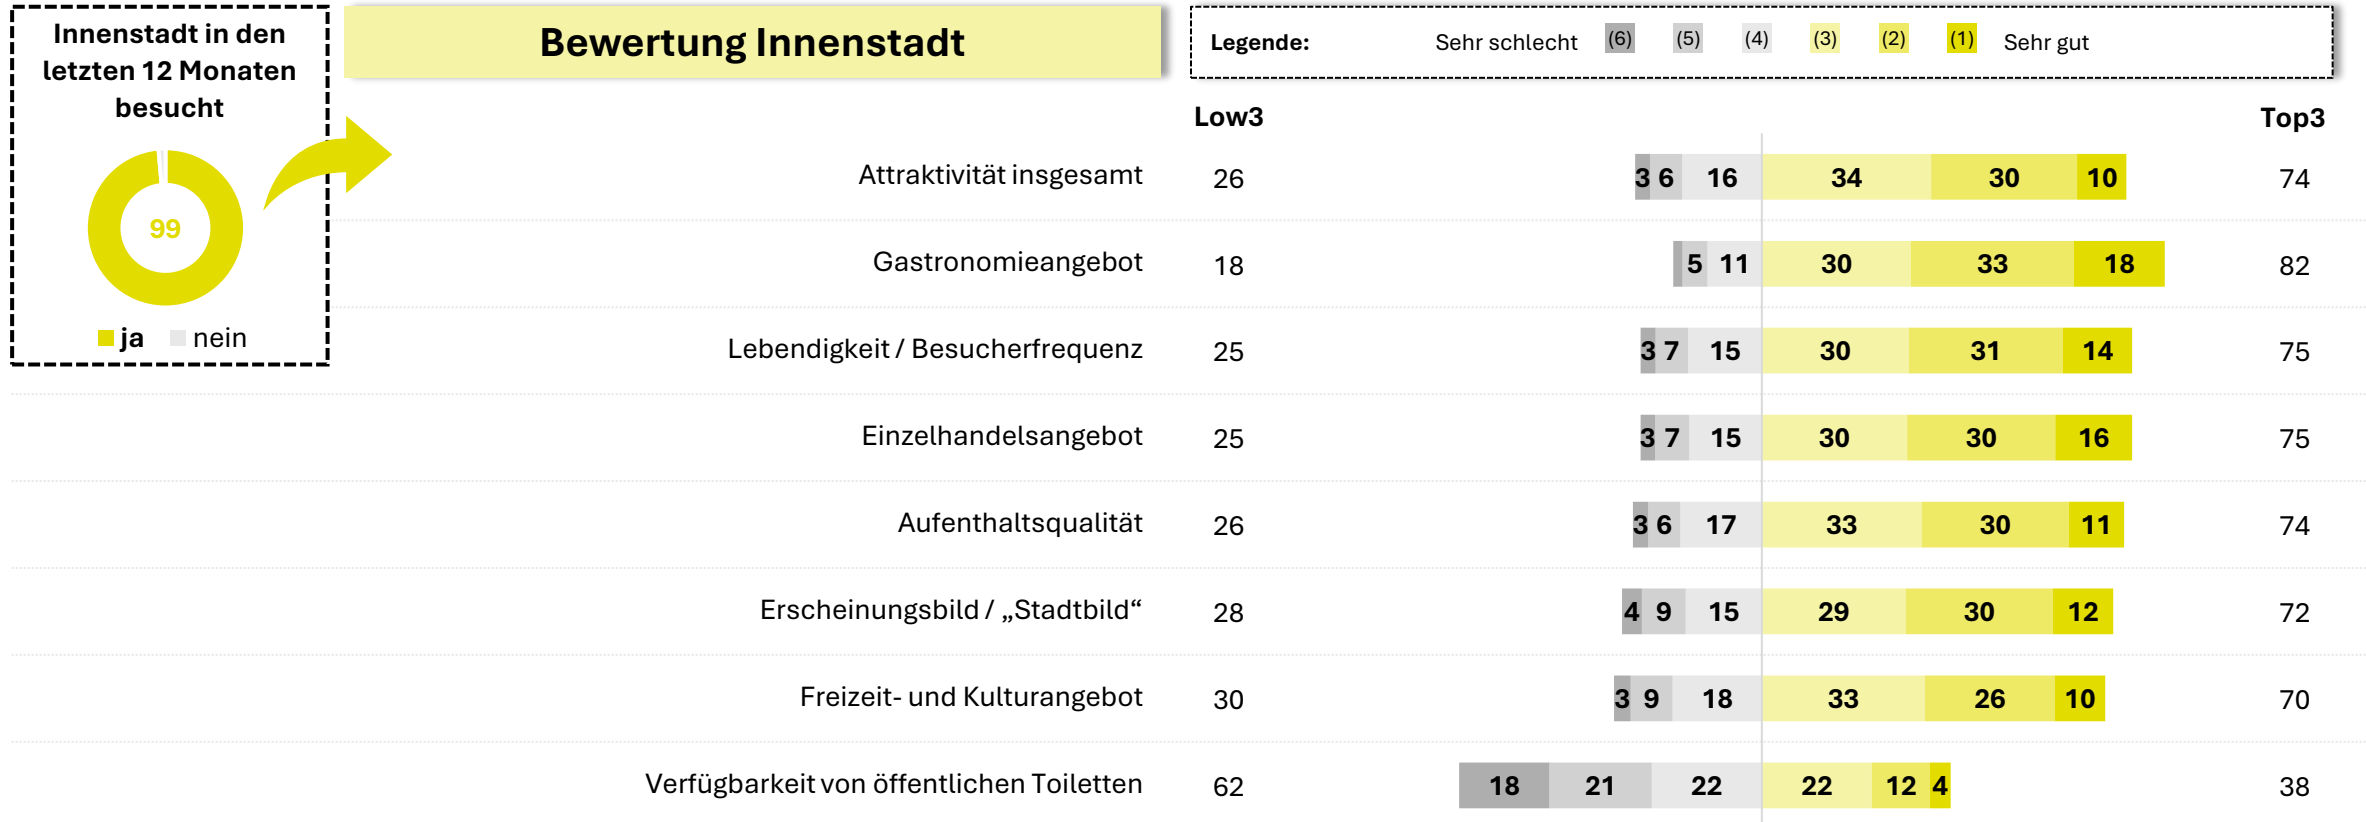 Innenstadt in den
letzten 12 Monaten
besucht
99
ja nein
Bewertung Innenstadt
Legende: Sehr schlecht (6) (5) (4) (3) (2) (1) Sehr gut
Low3 Top3
Attraktivität insgesamt 26 3 6 16 34 30 10 74
Gastronomieangebot 18 5 11 30 33 18 82
Lebendigkeit / Besucherfrequenz 25 3 7 15 30 31 14 75
Einzelhandelsangebot 25 3 7 15 30 30 16 75
Aufenthaltsqualität 26 3 6 17 33 30 11 74
Erscheinungsbild / „Stadtbild“ 28 4 9 15 29 30 12 72
Freizeit- und Kulturangebot 30 3 9 18 33 26 10 70
Verfügbarkeit von öffentlichen Toiletten 62 18 21 22 22 12 4 38